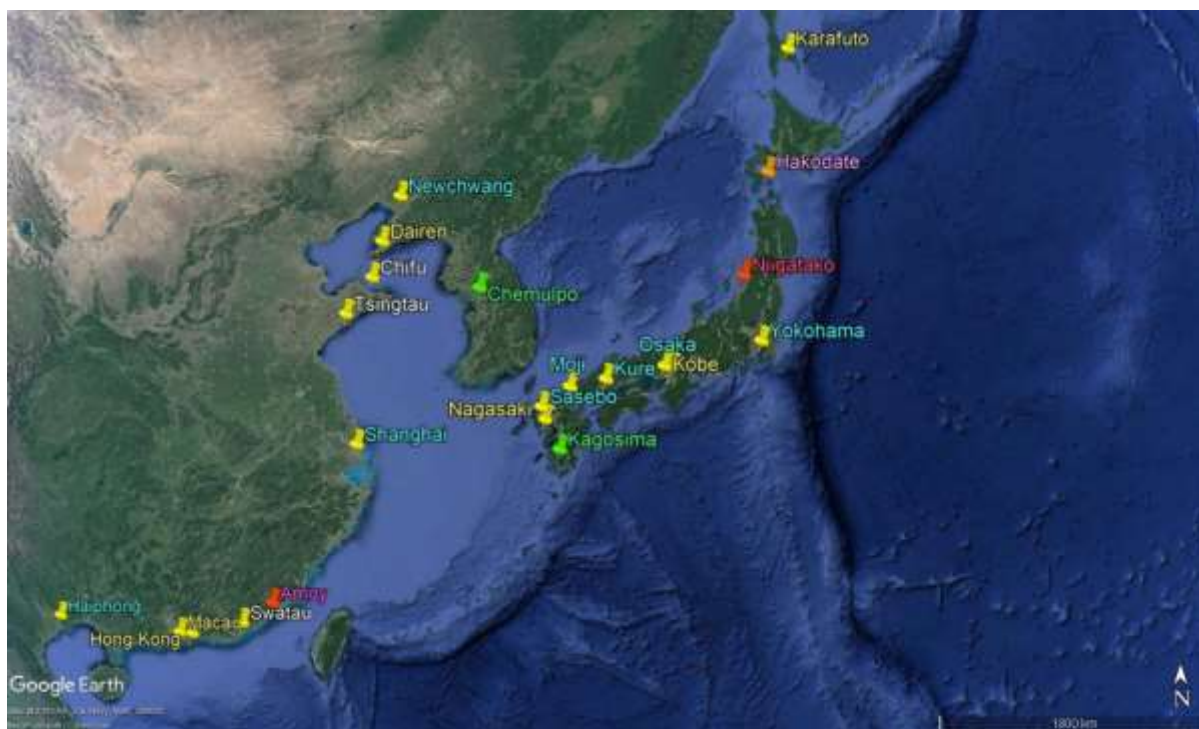 Karafuto
Hakodate
Newchwang
Dairen
Chifu
Niigatako
Chemulpo
Tsingtau
Yokohama
Osaka
Kobe
Moji
Kure
Sasebo
Nagasaki
Shanghai
Kagosima
Amoy
Haiphong
Swatau
Macao
Hong Kong
Google Earth
N
1800 km